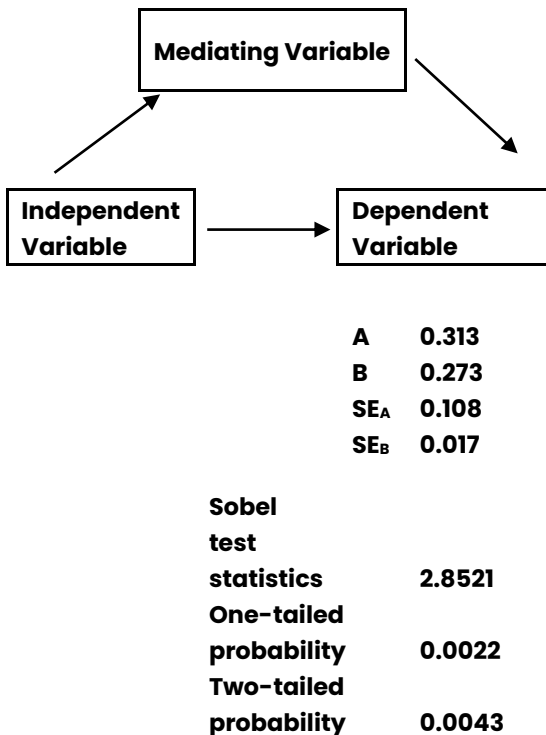 Mediating Variable
Independent
Variable
Dependent
Variable
A 0.313
B 0.273
SEA 0.108
SEB 0.017
Sobel
test
statistics 2.8521
One-tailed
probability 0.0022
Two-tailed
probability 0.0043